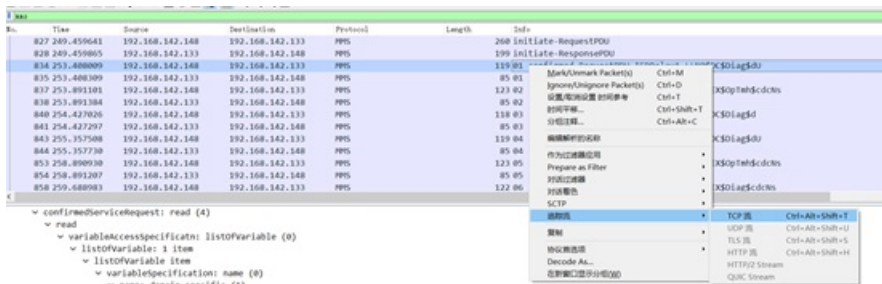 mms
No. Time Source Destination Protocol Length Info
827 249.459641 192.168.142.148 192.168.142.133 MMS 260 initiate-RequestPDU
828 249.459865 192.168.142.133 192.168.142.148 MMS 199 initiate-ResponsePDU
834 253.408009 192.168.142.148 192.168.142.133 MMS 119 01 confirmed-RequestPDU $DC$Diag$dU
835 253.408309 192.168.142.133 192.168.142.148 MMS 85 01
837 253.891101 192.168.142.148 192.168.142.133 MMS 123 02 X$OpTmh$cdcNs
838 253.891384 192.168.142.133 192.168.142.148 MMS 85 02
840 254.427026 192.168.142.148 192.168.142.133 MMS 118 03 DC$Diag$d
841 254.427297 192.168.142.133 192.168.142.148 MMS 85 03
843 255.357508 192.168.142.148 192.168.142.133 MMS 119 04 DC$Diag$dU
844 255.357730 192.168.142.133 192.168.142.148 MMS 85 04
853 258.890930 192.168.142.148 192.168.142.133 MMS 123 05 X$OpTmh$cdcNs
854 258.891207 192.168.142.133 192.168.142.148 MMS 85 05
858 259.688983 192.168.142.148 192.168.142.133 MMS 122 06 X$Diag$cdcNs
Mark/Unmark Packet(s) Ctrl+M
Ignore/Unignore Packet(s) Ctrl+D
设置/取消设置 时间参考 Ctrl+T
时间平移... Ctrl+Shift+T
分组注释... Ctrl+Alt+C
编辑解析的名称
作为过滤器应用
Prepare as Filter
对话过滤器
对话着色
SCTP
追踪流
复制
协议首选项
Decode As...
在新窗口显示分组(W)
TCP 流 Ctrl+Alt+Shift+T
UDP 流 Ctrl+Alt+Shift+U
TLS 流 Ctrl+Alt+Shift+S
HTTP 流 Ctrl+Alt+Shift+H
HTTP/2 Stream
QUIC Stream
confirmedServiceRequest: read (4)
read
variableAccessSpecificatn: listOfVariable (0)
listOfVariable: 1 item
listOfVariable item
variableSpecification: name (0)